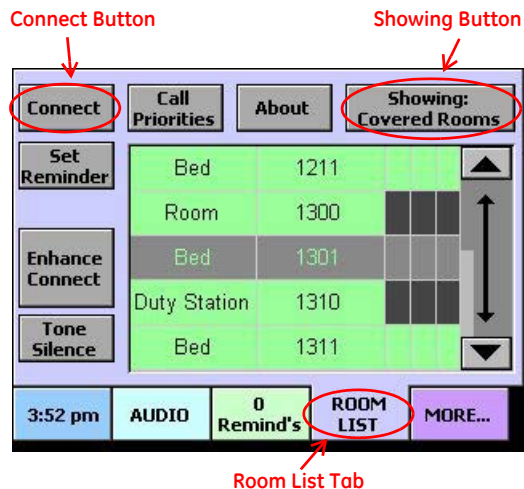 Connect Button
Showing Button
Connect
Call
Priorities
About
Showing:
Covered Rooms
Set
Reminder
Bed 1211
Room 1300
Enhance
Connect
Bed 1301
Duty Station 1310
Tone
Silence
Bed 1311
3:52 pm
AUDIO
0
Remind's
ROOM
LIST
MORE...
Room List Tab